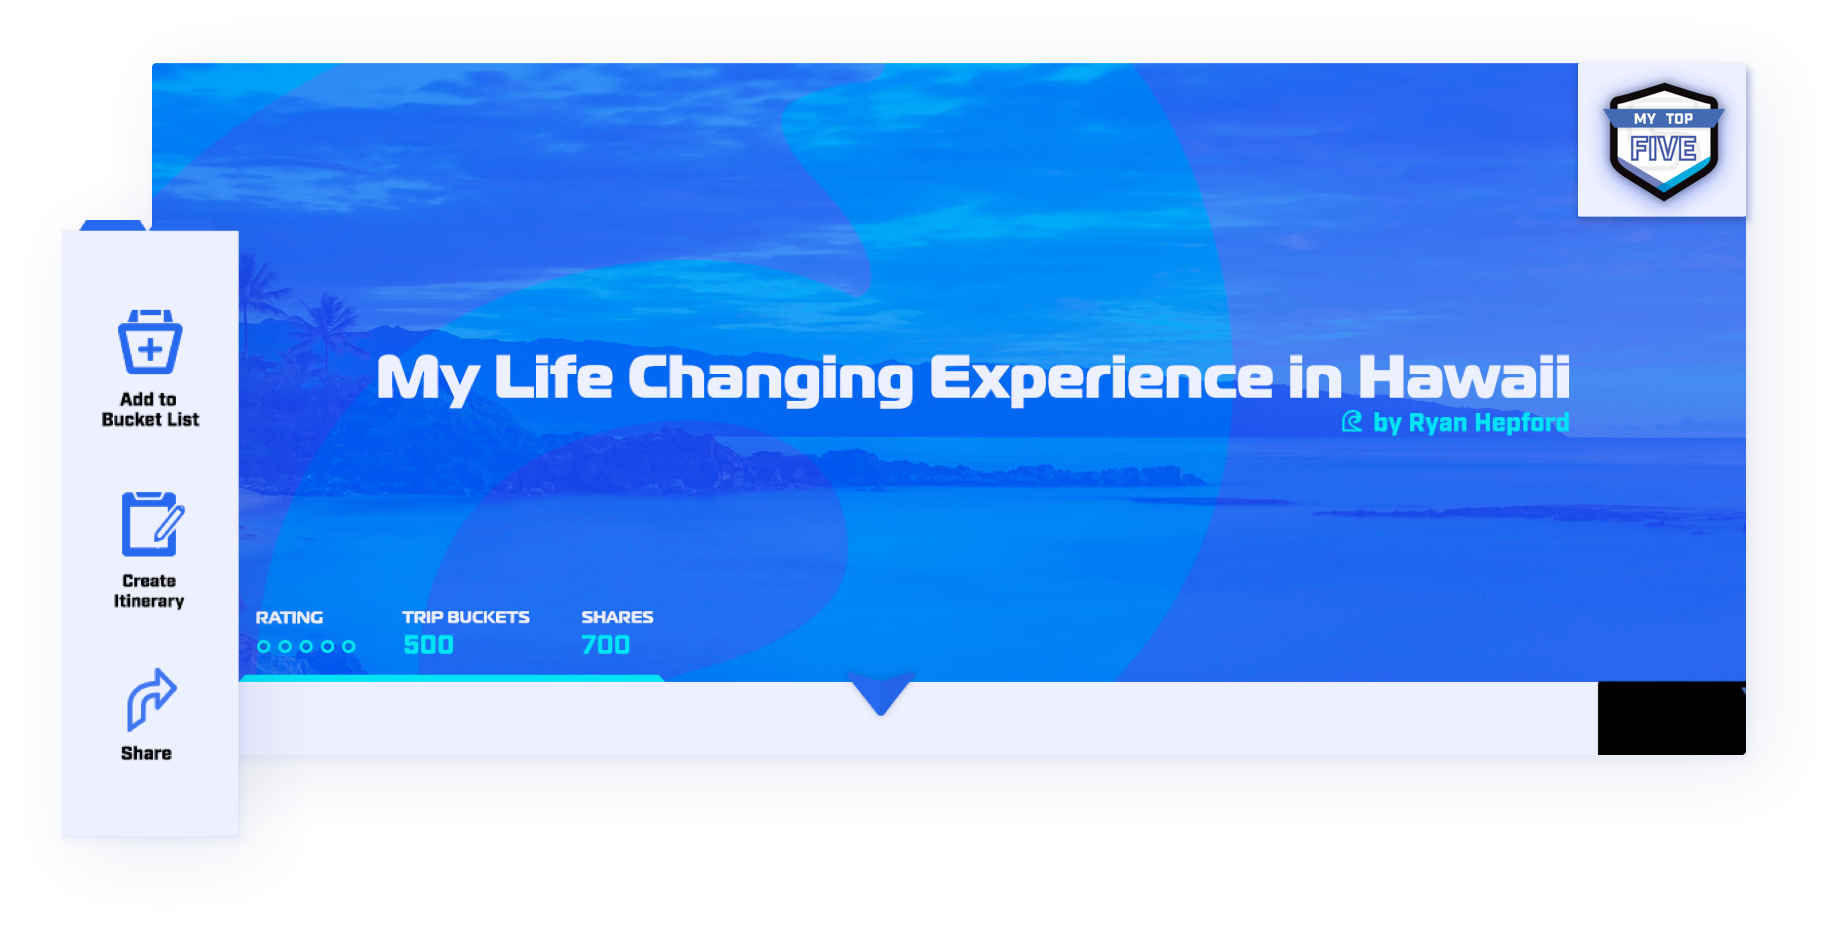 MY TOP
FIVE
My Life Changing Experience in Hawaii
by Ryan Hepford
Add to
Bucket List
Create
Itinerary
Share
RATING
TRIP BUCKETS
SHARES
500
700